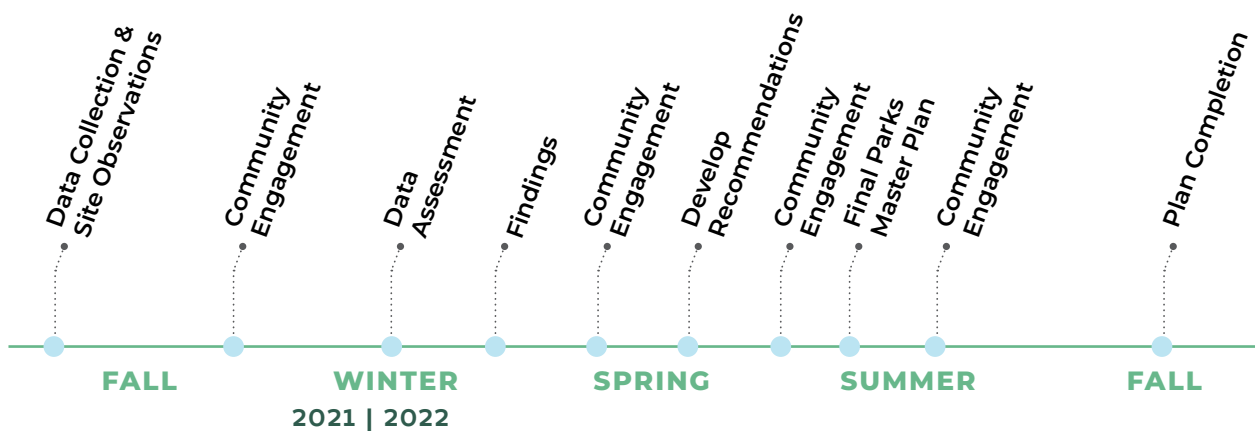 Data Collection &
Site Observations
Community
Engagement
Data
Assessment
Findings
Community
Engagement
Develop
Recommendations
Community
Engagement
Final Parks
Master Plan
Community
Engagement
Plan Completion
FALL
WINTER
SPRING
SUMMER
FALL
2021 | 2022